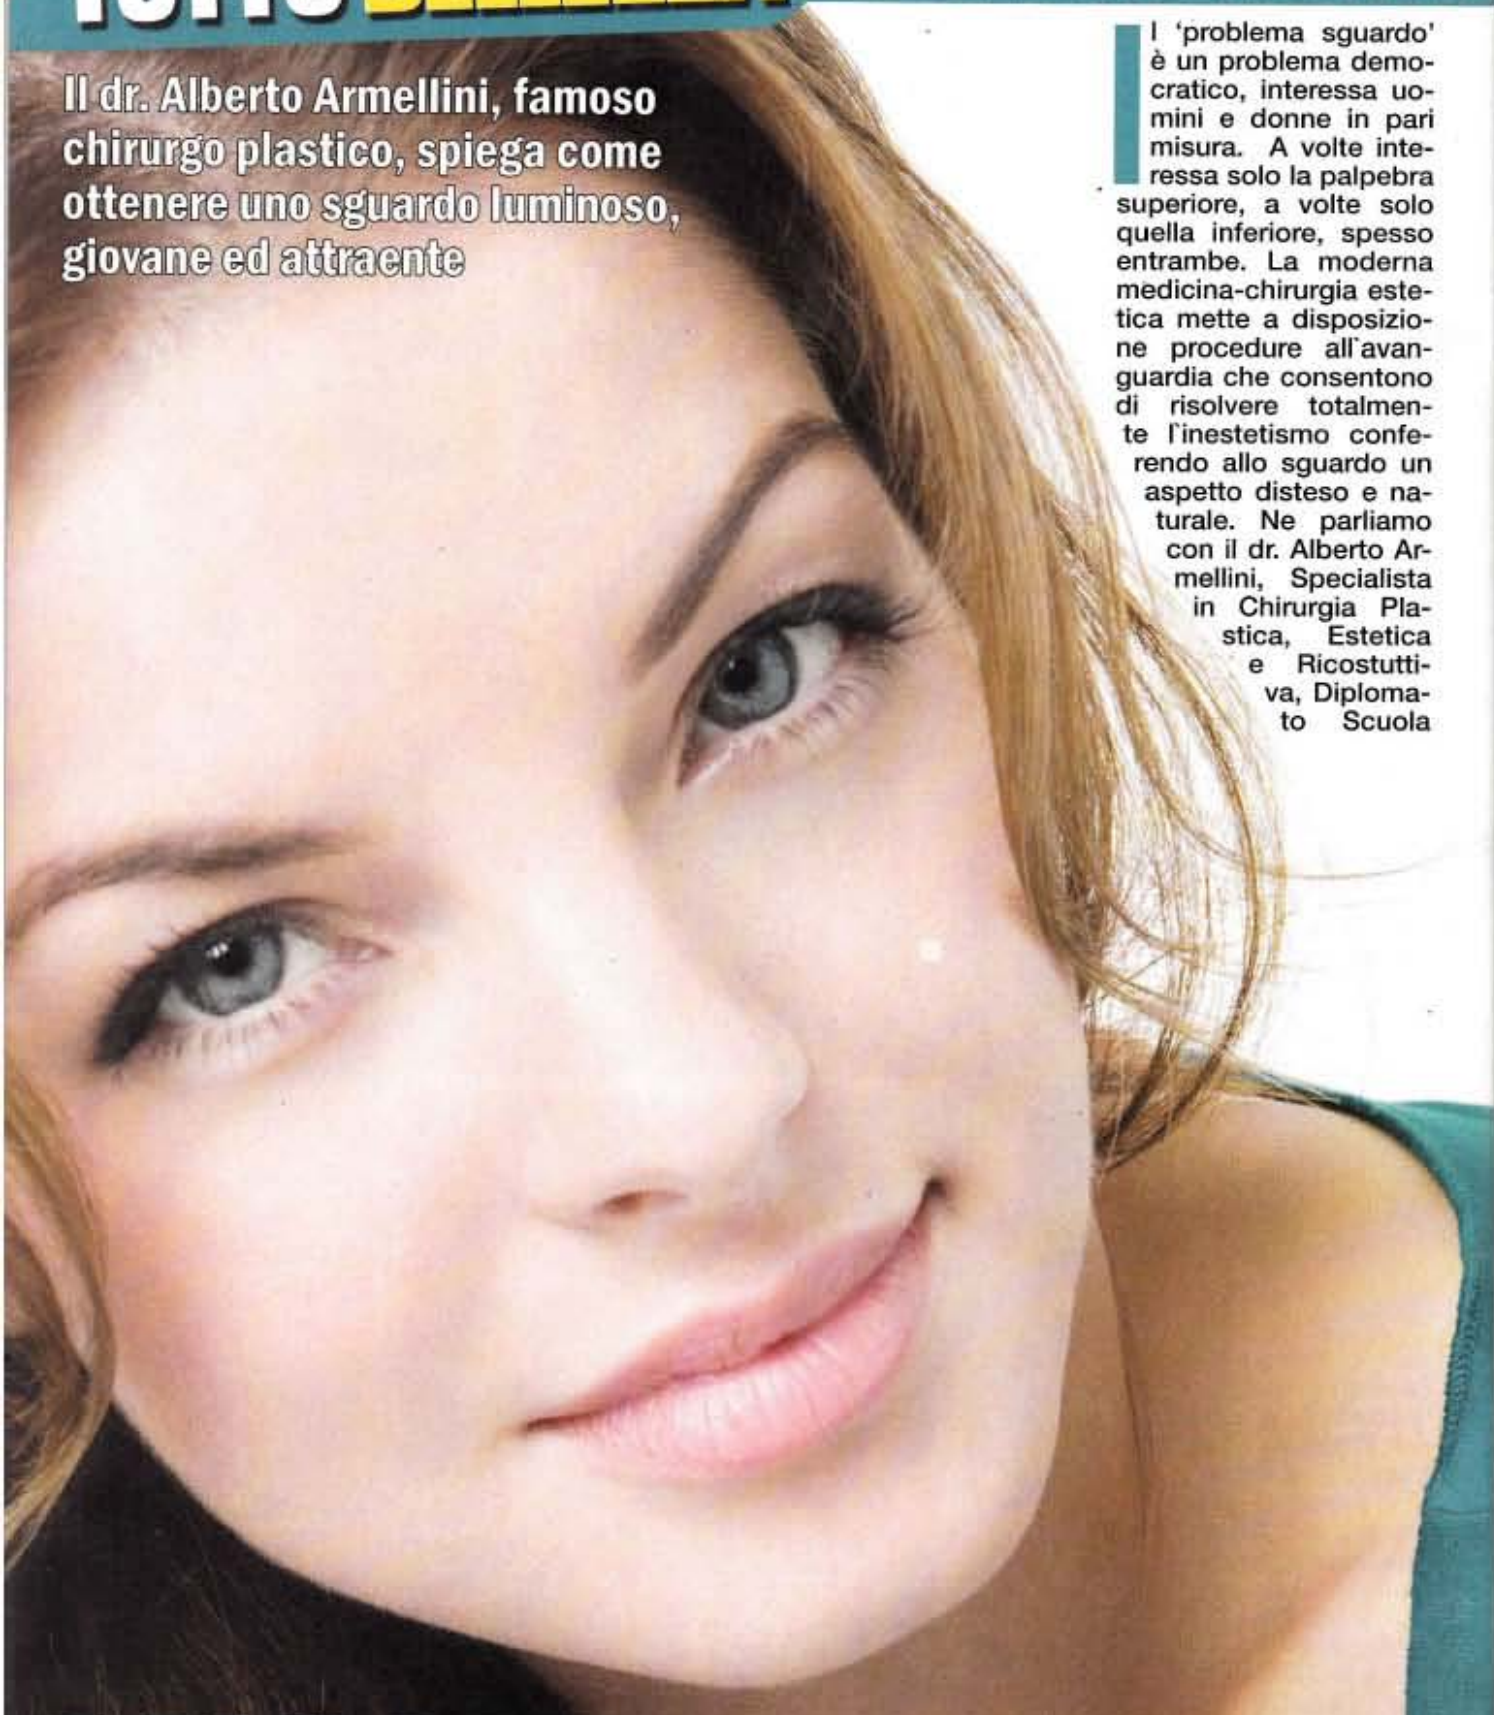 TUTTO
Il dr. Alberto Armellini, famoso
chirurgo plastico, spiega come
ottenere uno sguardo luminoso,
giovane ed attraente
Il 'problema sguardo'
è un problema demo-
cratico, interessa uo-
mini e donne in pari
misura. A volte inte-
ressa solo la palpebra
superiore, a volte solo
quella inferiore, spesso
entrambe. La moderna
medicina-chirurgia este-
tica mette a disposizio-
ne procedure all`avan-
guardia che consentono
di risolvere totalmen-
te l`inestetismo confe-
rendo allo sguardo un
aspetto disteso e na-
turale. Ne parliamo
con il dr. Alberto Ar-
mellini, Specialista
in Chirurgia Pla-
stica, Estetica
e Ricostutti-
va, Diploma-
to Scuola